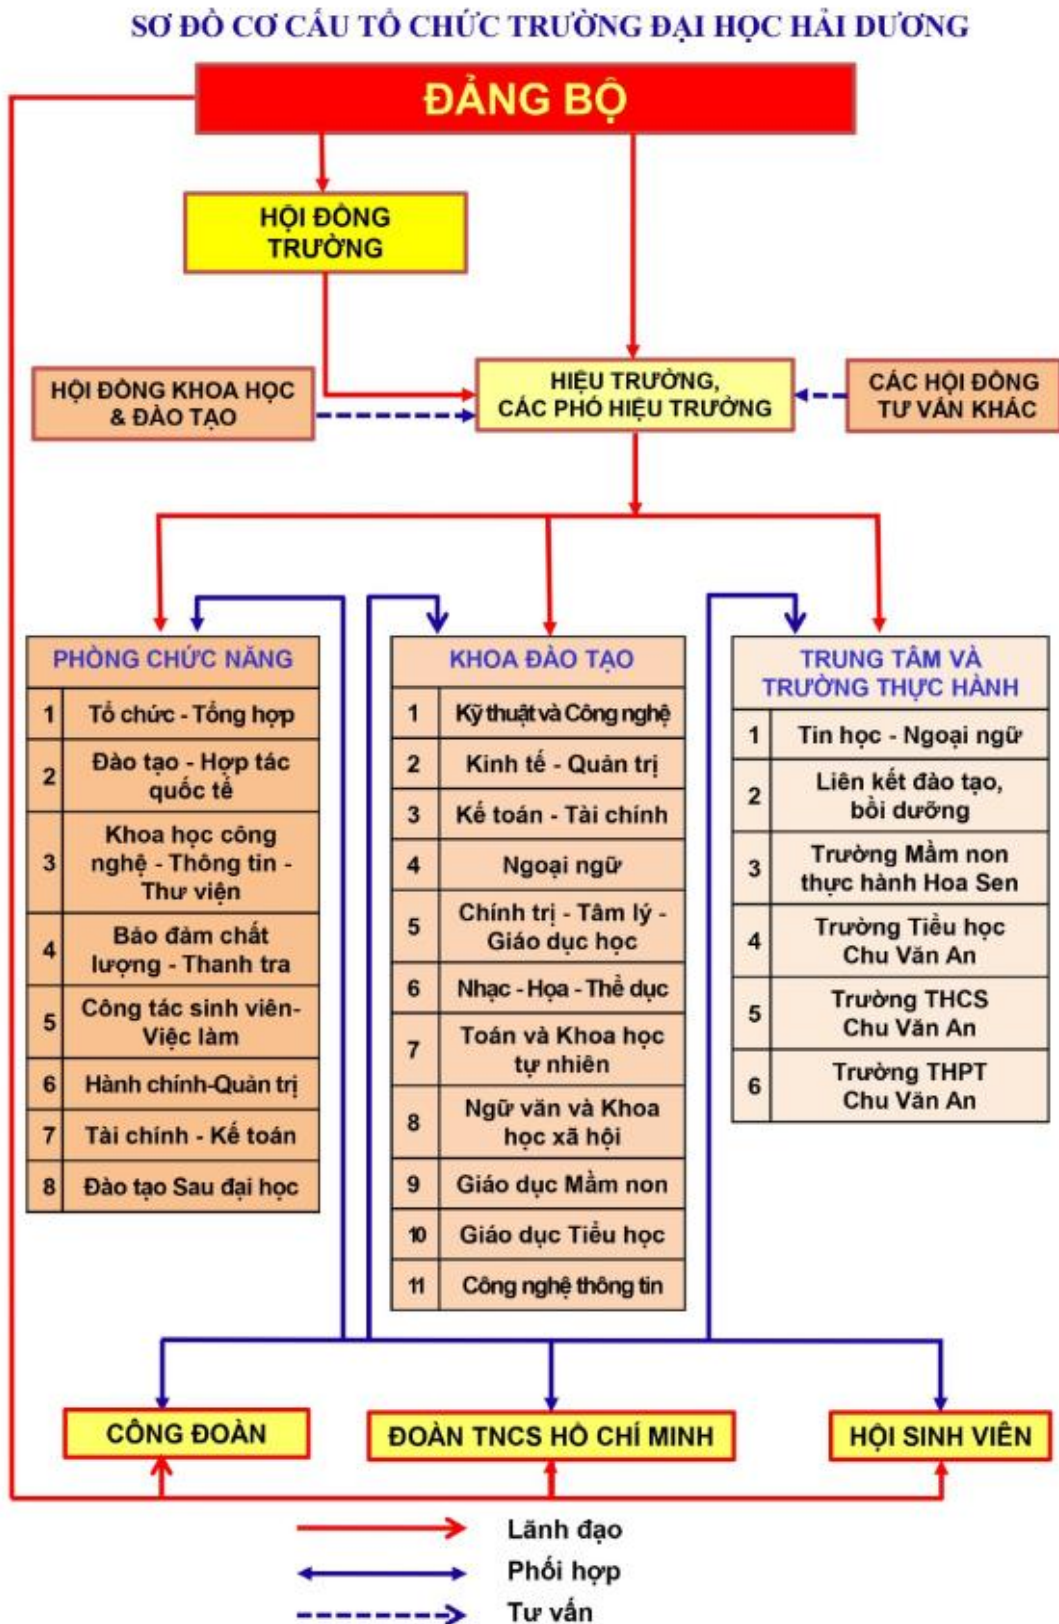 SƠ ĐỒ CƠ CẤU TỔ CHỨC TRƯỜNG ĐẠI HỌC HẢI DƯƠNG
ĐẢNG BỘ
HỘI ĐỒNG
TRƯỜNG
HỘI ĐỒNG KHOA HỌC
& ĐÀO TẠO
HIỆU TRƯỞNG,
CÁC PHÓ HIỆU TRƯỞNG
CÁC HỘI ĐỒNG
TƯ VẤN KHÁC
PHÒNG CHỨC NĂNG
1 Tổ chức - Tổng hợp
2 Đào tạo - Hợp tác
quốc tế
3 Khoa học công
nghệ - Thông tin -
Thư viện
4 Bảo đảm chất
lượng - Thanh tra
5 Công tác sinh viên-
Việc làm
6 Hành chính-Quản trị
7 Tài chính - Kế toán
8 Đào tạo Sau đại học
KHOA ĐÀO TẠO
1 Kỹ thuật và Công nghệ
2 Kinh tế - Quản trị
3 Kế toán - Tài chính
4 Ngoại ngữ
5 Chính trị - Tâm lý -
Giáo dục học
6 Nhạc - Họa - Thể dục
7 Toán và Khoa học
tự nhiên
8 Ngữ văn và Khoa
học xã hội
9 Giáo dục Mầm non
10 Giáo dục Tiểu học
11 Công nghệ thông tin
TRUNG TÂM VÀ
TRƯỜNG THỰC HÀNH
1 Tin học - Ngoại ngữ
2 Liên kết đào tạo,
bồi dưỡng
3 Trường Mầm non
thực hành Hoa Sen
4 Trường Tiểu học
Chu Văn An
5 Trường THCS
Chu Văn An
6 Trường THPT
Chu Văn An
CÔNG ĐOÀN
ĐOÀN TNCS HỒ CHÍ MINH
HỘI SINH VIÊN
Lãnh đạo
Phối hợp
Tư vấn